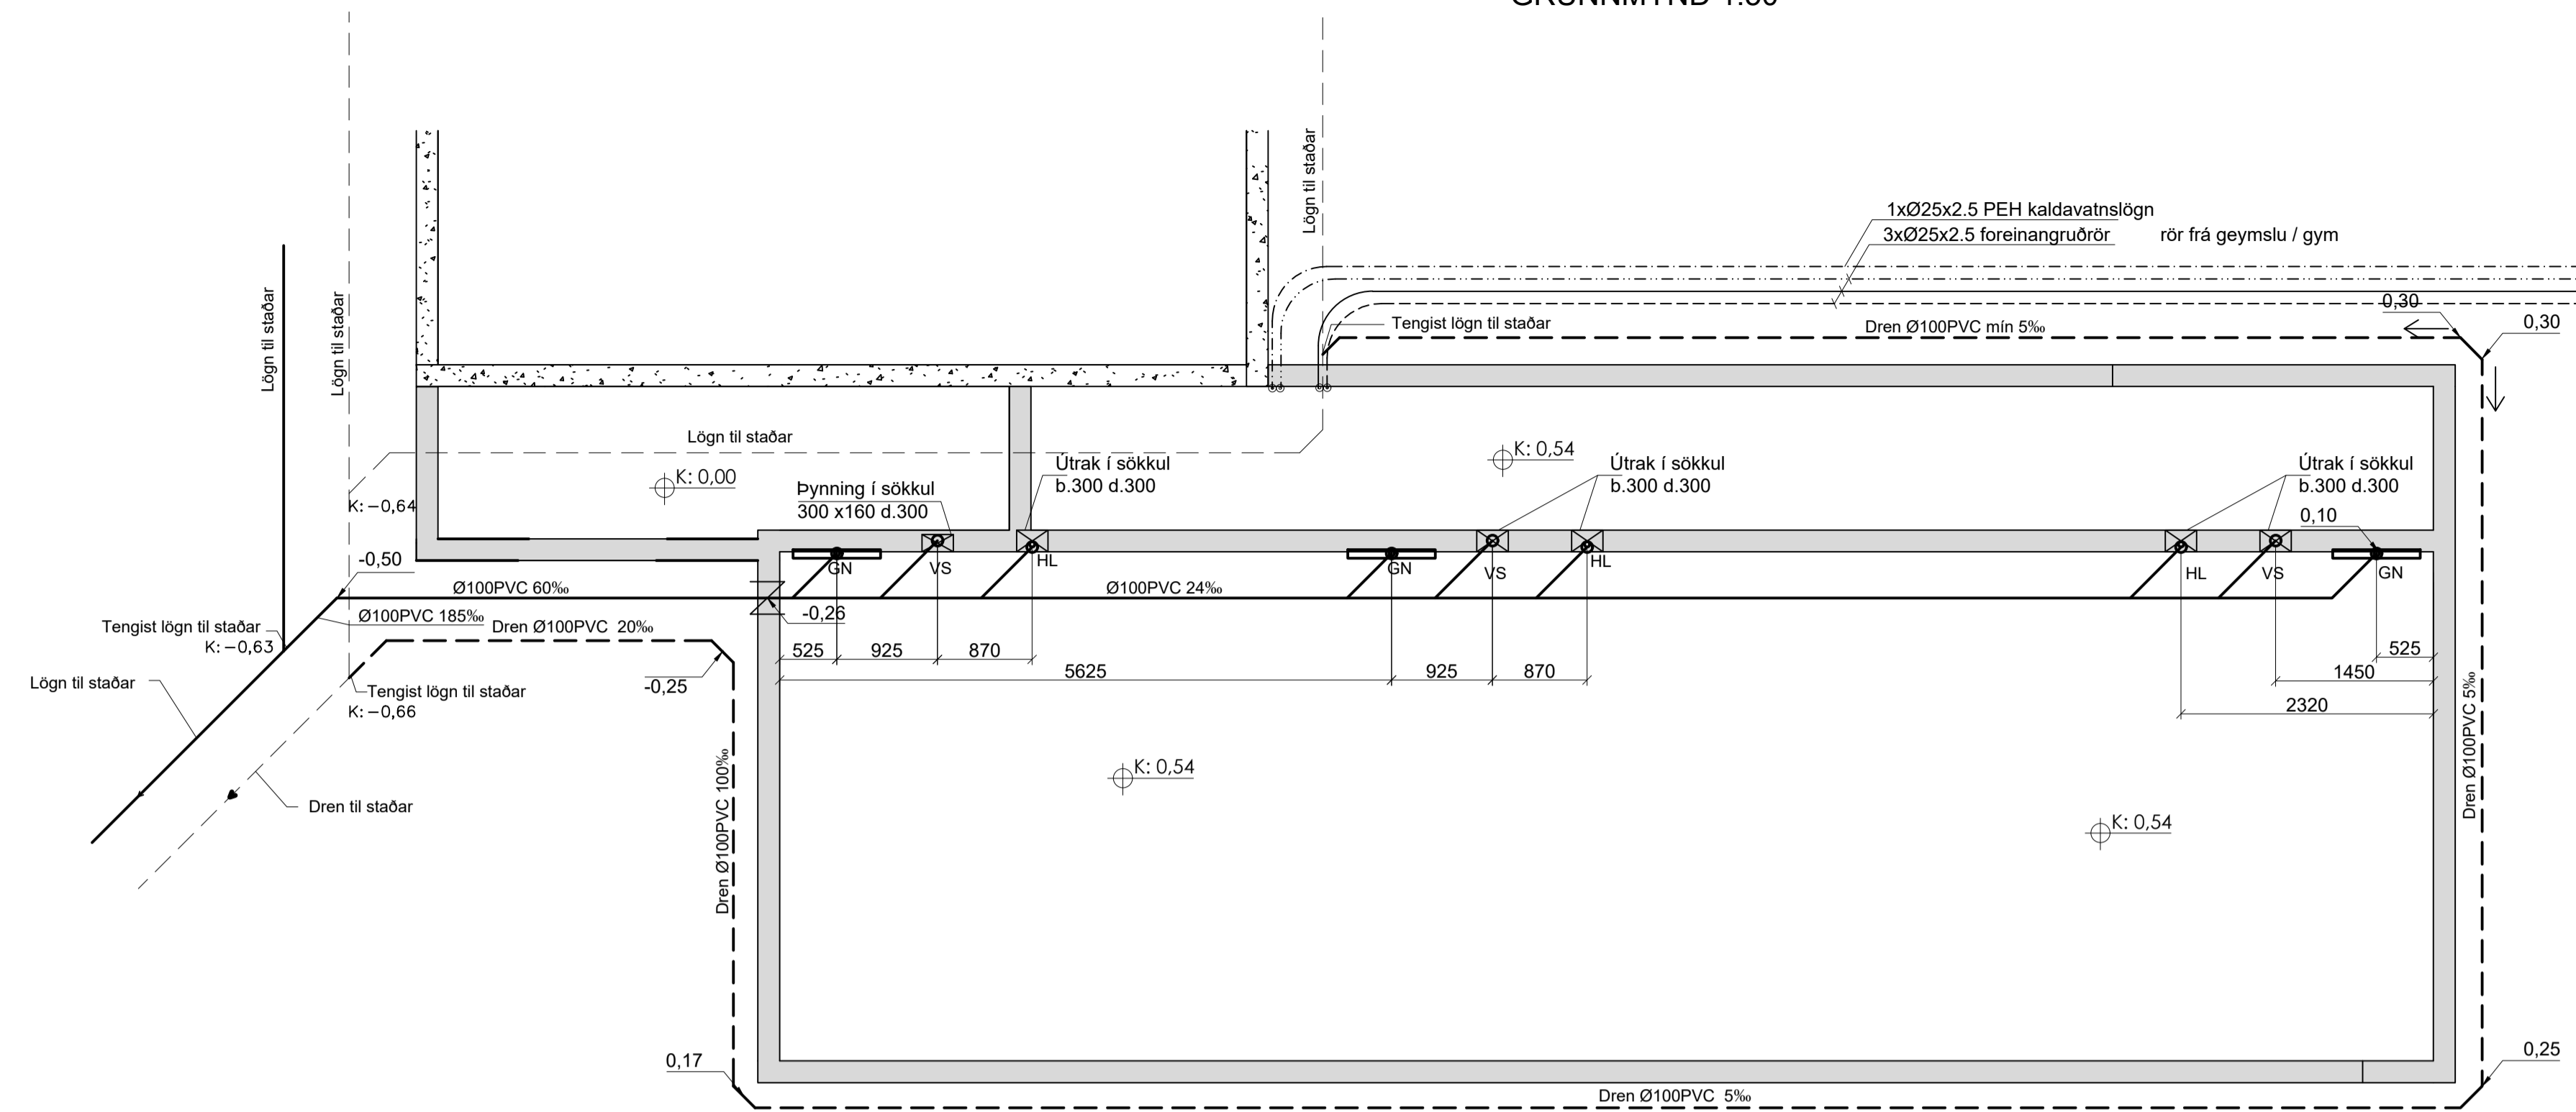 Lögn til staðar
Lögn til staðar
Lögn til staðar
1xØ25x2.5 PEH kaldavatnslögn
3xØ25x2.5 foreinangruðrör
rör frá geymslu / gym
0,30
0,30
Tengist lögn til staðar
Dren Ø100PVC mín 5‰
Lögn til staðar
K: 0,00
K: 0,54
K: −0,64
Þynning í sökkul
300 x160 d.300
Útrak í sökkul
b.300 d.300
Útrak í sökkul
b.300 d.300
Útrak í sökkul
b.300 d.300
0,10
-0,50
GN
VS
HL
GN
VS
HL
HL
VS
GN
Ø100PVC 60‰
Ø100PVC 24‰
-0,26
Ø100PVC 185‰
Dren Ø100PVC 20‰
Tengist lögn til staðar
K: −0,63
525
925
870
5625
925
870
525
1450
2320
Lögn til staðar
Tengist lögn til staðar
K: −0,66
-0,25
Dren Ø100PVC 100‰
Dren Ø100PVC 5‰
K: 0,54
K: 0,54
Dren til staðar
0,17
0,25
Dren Ø100PVC 5‰